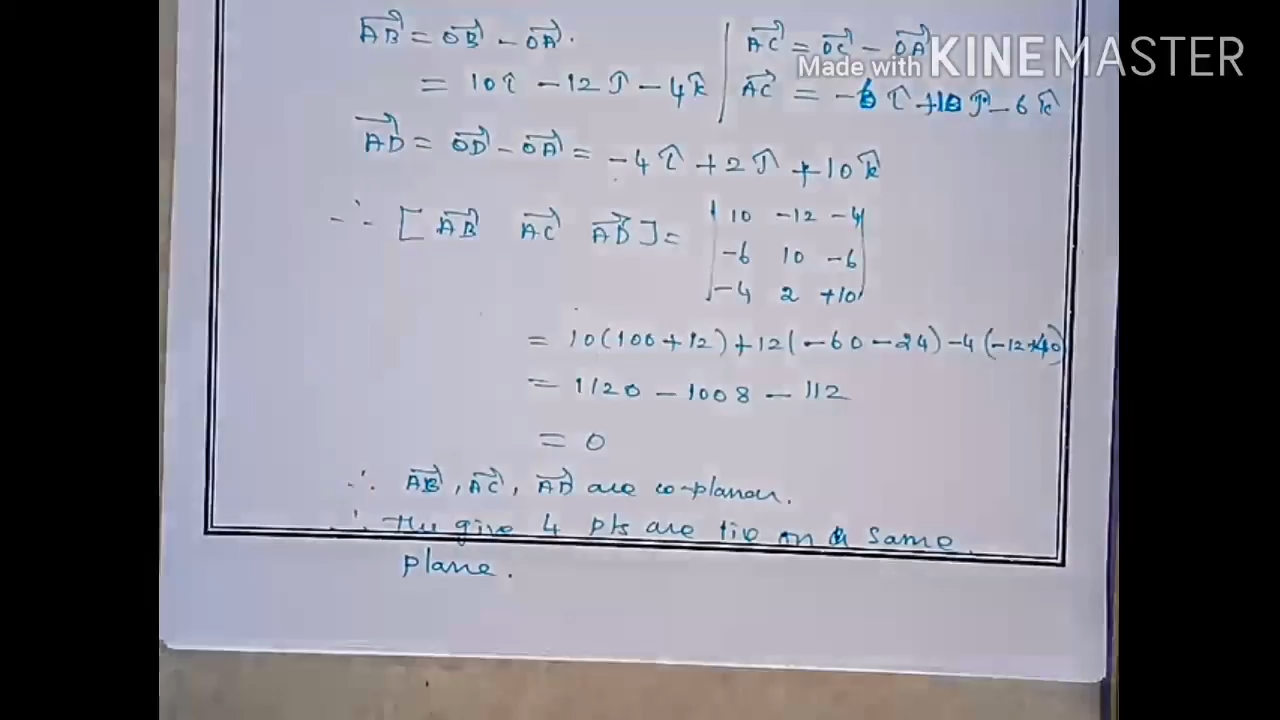 AB⃗ = OB⃗ - OA⃗.
= 10î - 12ĵ - 4k̂
AC⃗ = OC⃗ - OA⃗
Made with KINEMASTER
AC⃗ = -6î + 10ĵ - 6k̂
AD⃗ = OD⃗ - OA⃗ = -4î + 2ĵ + 10k̂
∴ [AB⃗ AC⃗ AD⃗] = | 10 -12 -4 |
| -6 10 -6 |
| -4 2 +10 |
= 10(100+12) + 12(-60-24) - 4(-12+40)
= 1120 - 1008 - 112
= 0
∴ AB⃗, AC⃗, AD⃗ are co-planar.
∴ The give 4 pts are lie on a same
plane.